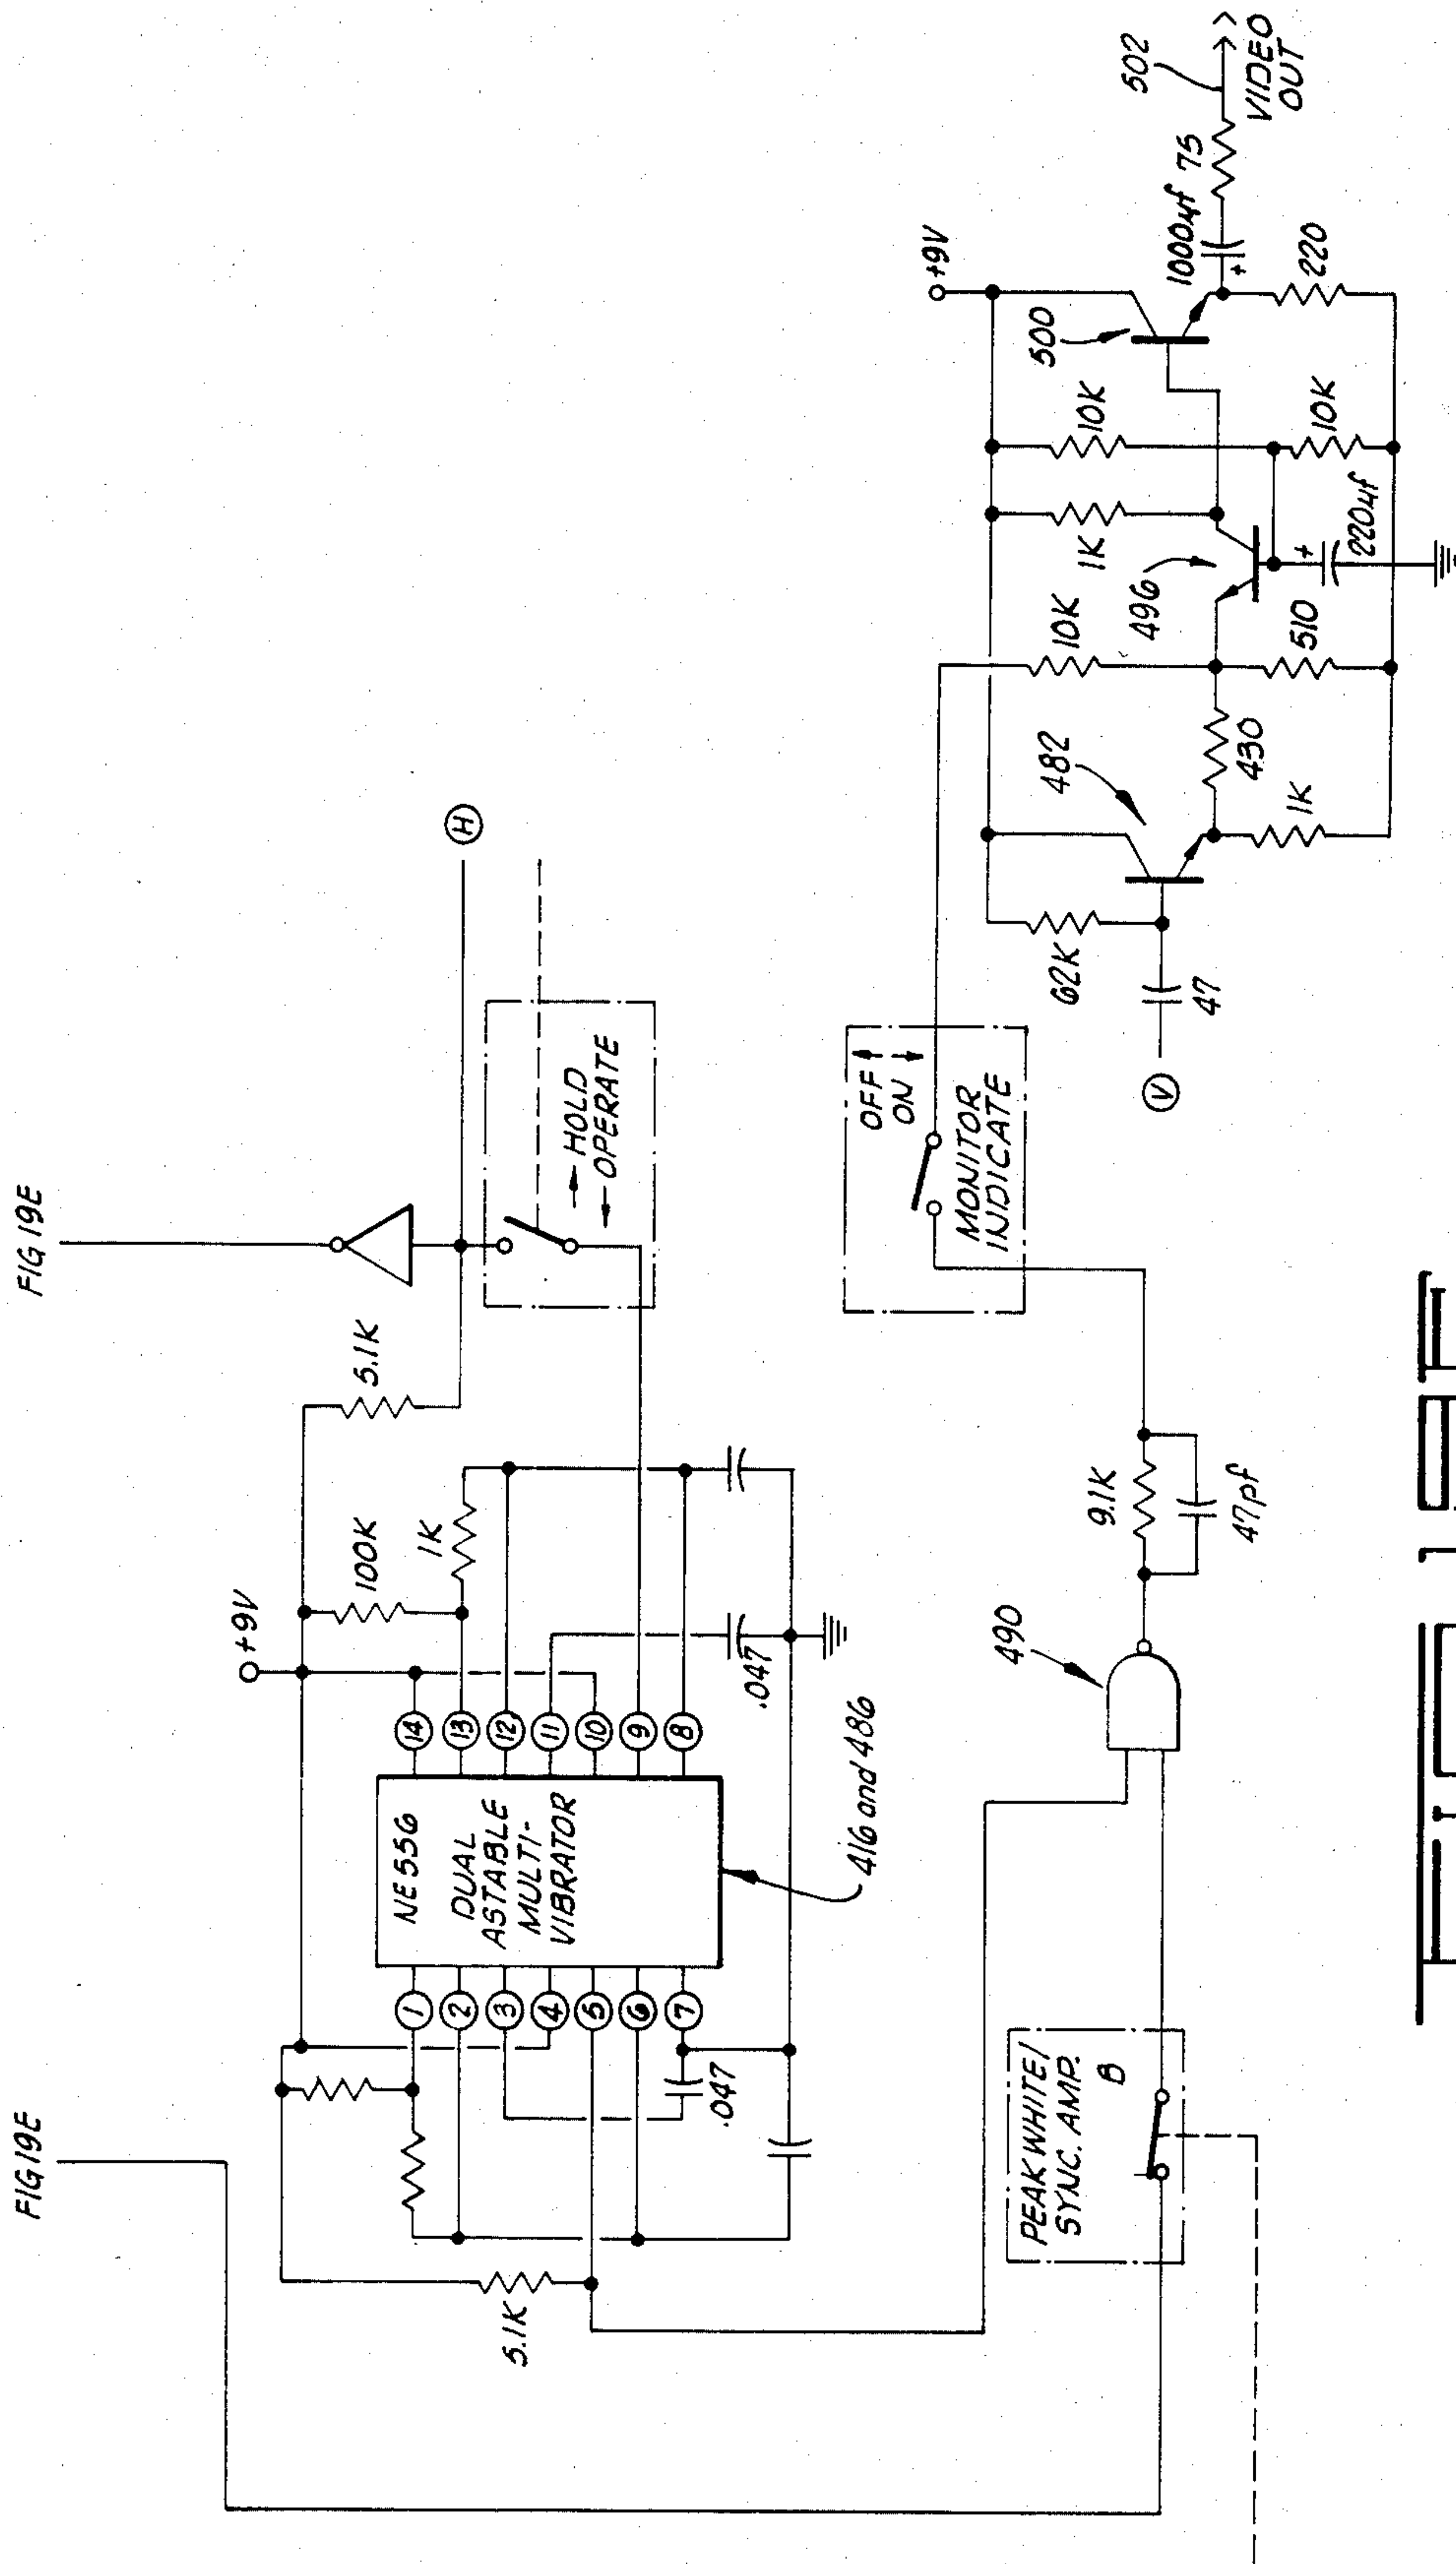 FIG 19E
FIG 19E
+9V
5.1K
100K
1K
NE556
DUAL
ASTABLE
MULTI-
VIBRATOR
1
2
3
4
5
6
7
14
13
12
11
10
9
8
5.1K
.047
.047
416 and 486
H
HOLD
OPERATE
PEAK WHITE/
SYNC. AMP.
B
490
9.1K
47pf
OFF
ON
MONITOR
INDICATE
V
47
62K
482
430
1K
10K
496
510
1K
220µf
+
10K
10K
+9V
500
1000µf
+
75
220
502
VIDEO
OUT